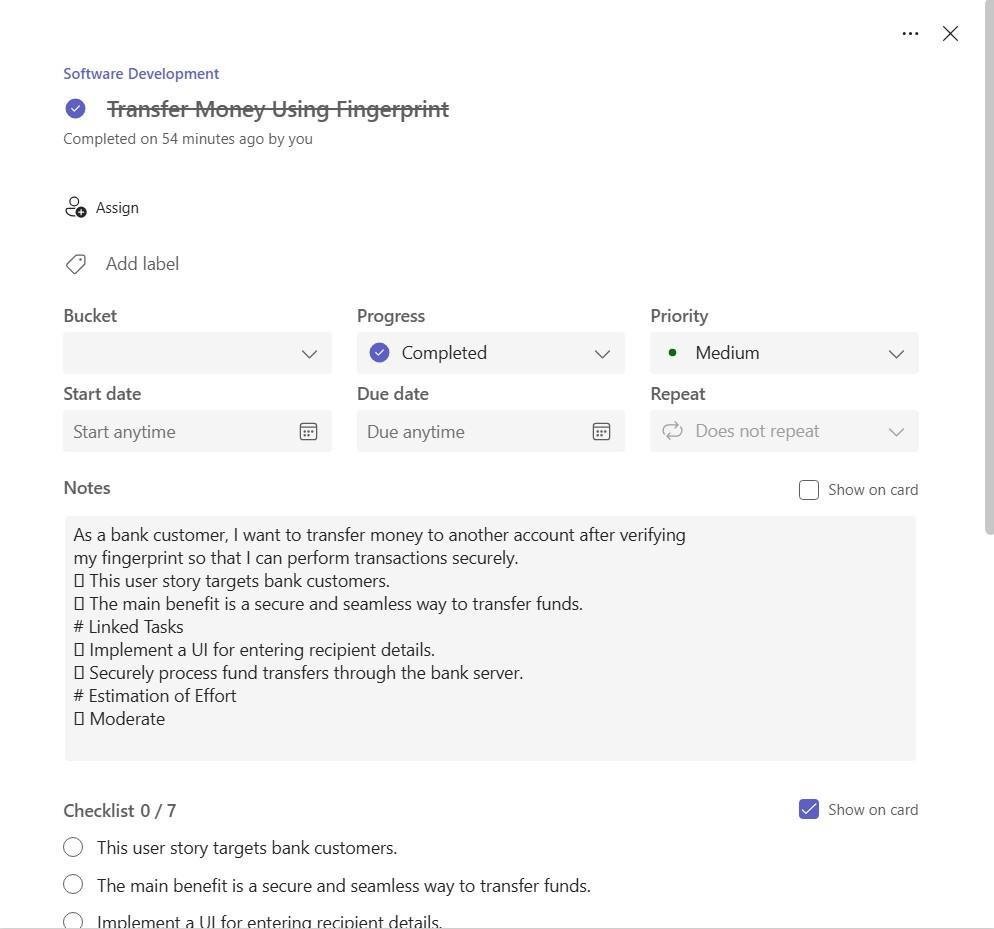 Software Development
Transfer Money Using Fingerprint
Completed on 54 minutes ago by you
Assign
Add label
Bucket Progress Priority
Completed Medium
Start date Due date Repeat
Start anytime Due anytime Does not repeat
Notes Show on card
As a bank customer, I want to transfer money to another account after verifying
my fingerprint so that I can perform transactions securely.
▯ This user story targets bank customers.
▯ The main benefit is a secure and seamless way to transfer funds.
# Linked Tasks
▯ Implement a UI for entering recipient details.
▯ Securely process fund transfers through the bank server.
# Estimation of Effort
▯ Moderate
Checklist 0 / 7 Show on card
This user story targets bank customers.
The main benefit is a secure and seamless way to transfer funds.
Implement a UI for entering recipient details.